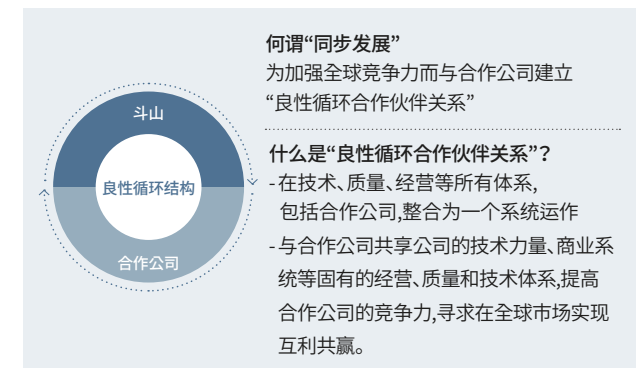 斗山
良性循环结构
合作公司
何谓“同步发展”
为加强全球竞争力而与合作公司建立
“良性循环合作伙伴关系”
什么是“良性循环合作伙伴关系”？
-在技术、质量、经营等所有体系,
包括合作公司,整合为一个系统运作
-与合作公司共享公司的技术力量、商业系
统等固有的经营、质量和技术体系,提高
合作公司的竞争力,寻求在全球市场实现
互利共赢。